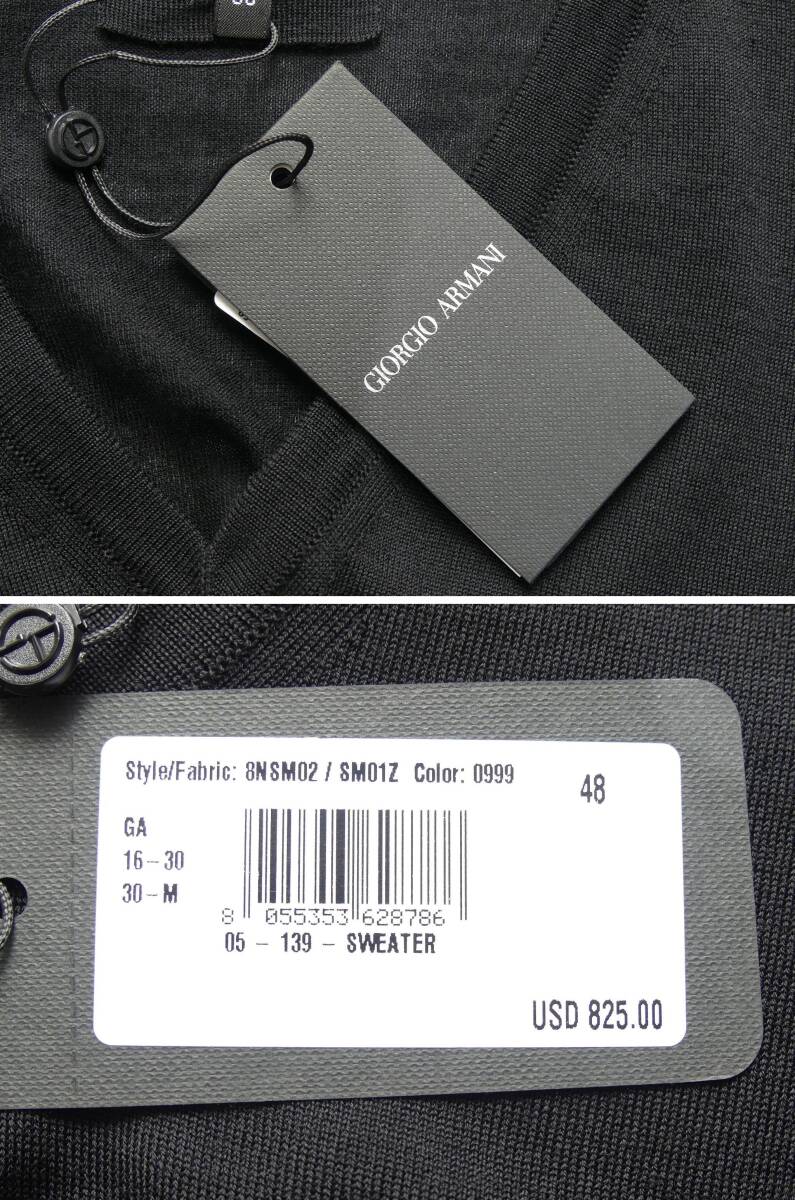 GIORGIO ARMANI
Style/Fabric: 8NSM02 / SM01Z Color: 0999
48
GA
16-30
30-M
8 055353 628786
05 - 139 - SWEATER
USD 825.00